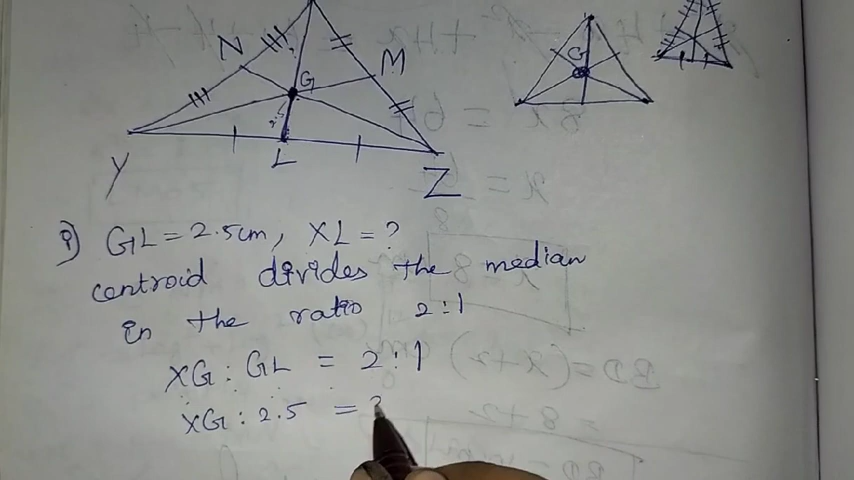 N
G
M
G
2.5
Y
L
Z
i) GL = 2.5cm, XL = ?
centroid divides the median
in the ratio 2:1
XG : GL = 2 : 1
XG : 2.5 =